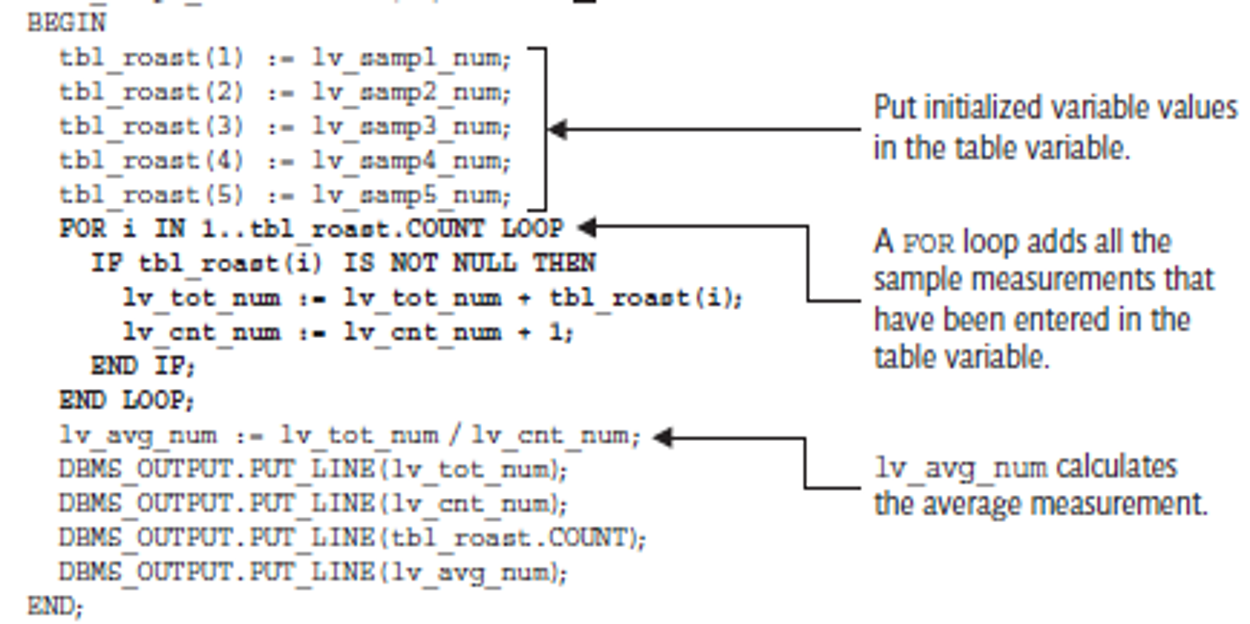 BEGIN
tbl_roast(1) := lv_samp1_num;
tbl_roast(2) := lv_samp2_num;
tbl_roast(3) := lv_samp3_num;
tbl_roast(4) := lv_samp4_num;
tbl_roast(5) := lv_samp5_num;
Put initialized variable values
in the table variable.
FOR i IN 1..tbl_roast.COUNT LOOP
IF tbl_roast(i) IS NOT NULL THEN
lv_tot_num := lv_tot_num + tbl_roast(i);
lv_cnt_num := lv_cnt_num + 1;
END IF;
END LOOP;
A FOR loop adds all the
sample measurements that
have been entered in the
table variable.
lv_avg_num := lv_tot_num / lv_cnt_num;
DBMS_OUTPUT.PUT_LINE(lv_tot_num);
DBMS_OUTPUT.PUT_LINE(lv_cnt_num);
DBMS_OUTPUT.PUT_LINE(tbl_roast.COUNT);
DBMS_OUTPUT.PUT_LINE(lv_avg_num);
END;
lv_avg_num calculates
the average measurement.